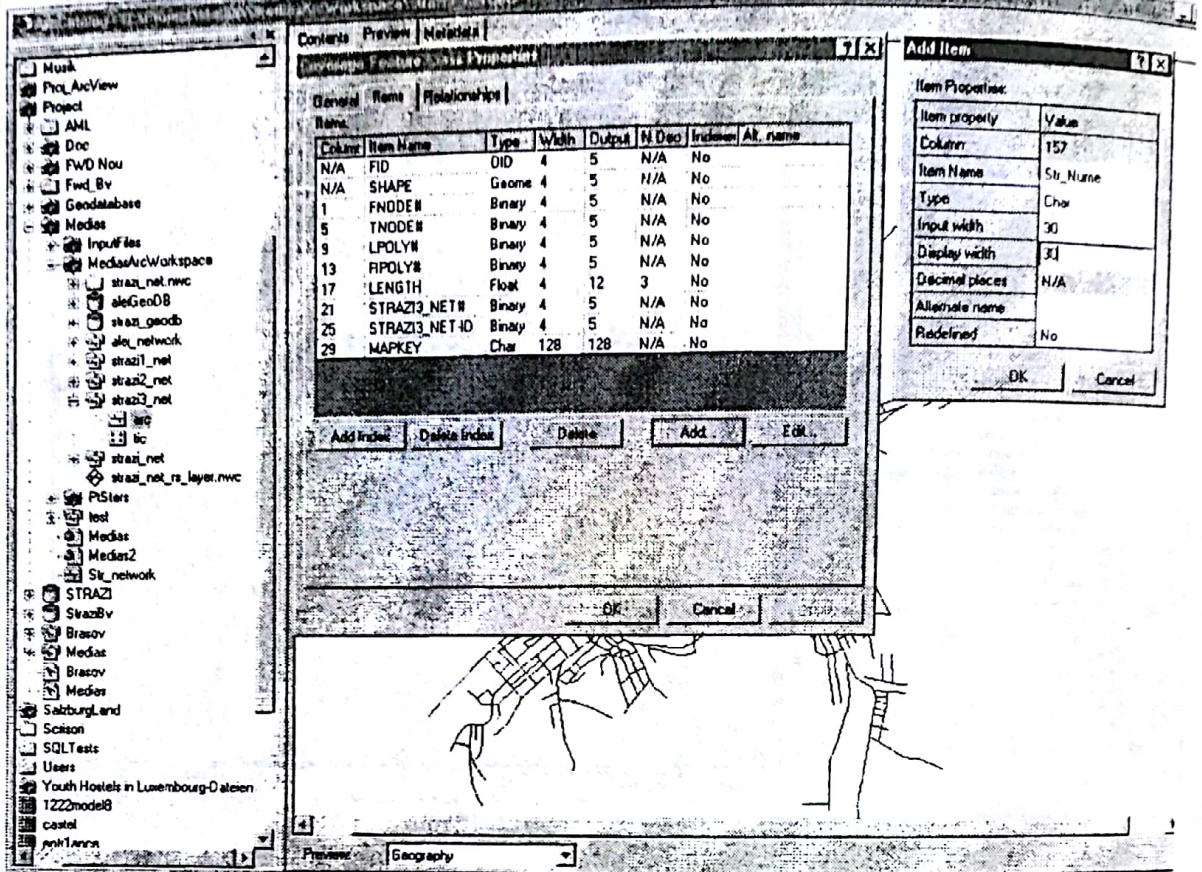 Contents Preview Metadata
Musik
Proj_ArcView
Project
AML
Doc
FWD Nou
Fwd_Bv
Geodatabase
Medias
InputFiles
MediasArcWorkspace
strazi_net.nwc
aleiGeoDB
strazi_geodb
alei_network
strazi1_net
strazi2_net
strazi3_net
arc
tic
strazi_net
strazi_net_rs_layer.nwc
PtSters
test
Medias
Medias2
Str_network
STRAZI
StraziBv
Brasov
Medias
Brasov
Medias
SalzburgLand
Scrison
SQLTests
Users
Youth Hostels in Luxembourg-Dateien
1222model8
castel
Coverage Feature Class Properties
General Items Relationships
Items:
Column Item Name Type Width Output N.Dec Indexed Alt. name
N/A FID OID 4 5 N/A No
N/A SHAPE Geome 4 5 N/A No
1 FNODE# Binary 4 5 N/A No
5 TNODE# Binary 4 5 N/A No
9 LPOLY# Binary 4 5 N/A No
13 RPOLY# Binary 4 5 N/A No
17 LENGTH Float 4 12 3 No
21 STRAZI3_NET# Binary 4 5 N/A No
25 STRAZI3_NET-ID Binary 4 5 N/A No
29 MAPKEY Char 128 128 N/A No
Add Index Delete Index Delete Add... Edit...
OK Cancel
Add Item
Item Properties:
Item property Value
Column 157
Item Name Str_Nume
Type Char
Input width 30
Display width 30
Decimal places N/A
Alternate name
Redefined No
OK Cancel
Preview: Geography